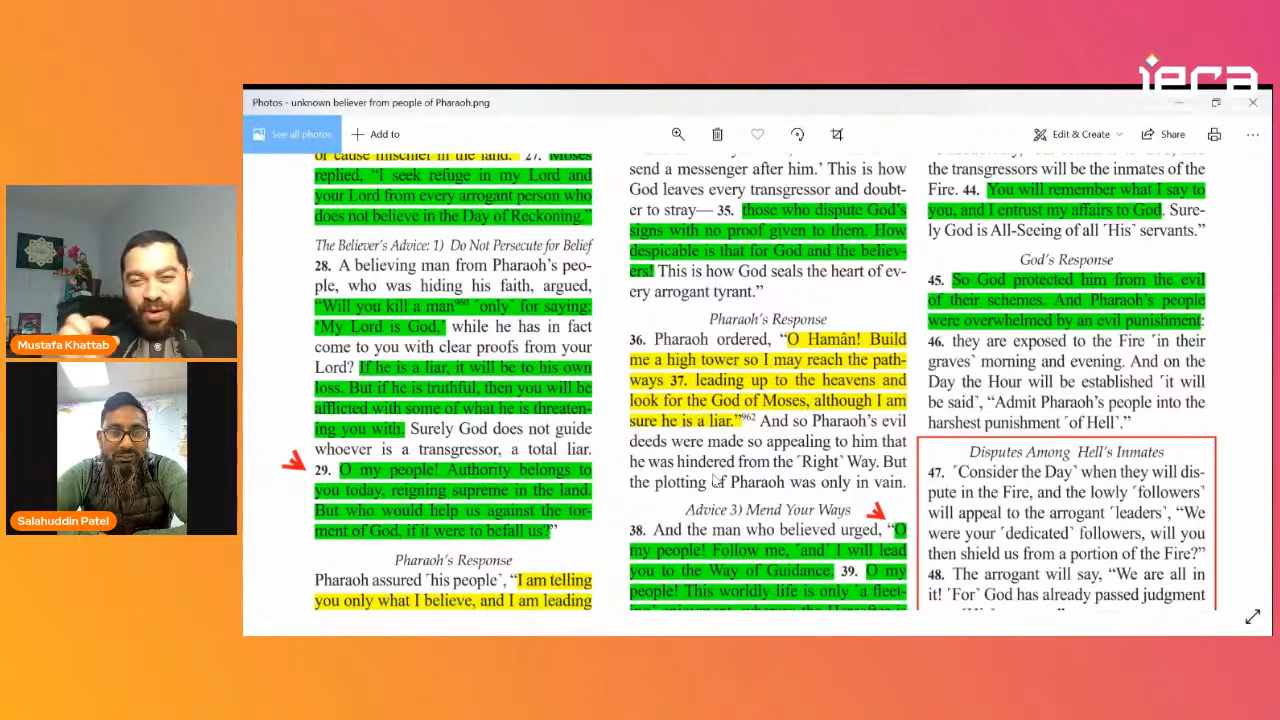 iera
Photos - unknown believer from people of Pharaoh.png
See all photos
Add to
Edit & Create
Share
Mustafa Khattab
Salahuddin Patel
or cause mischief in the land. 27. Moses
replied, “I seek refuge in my Lord and
your Lord from every arrogant person who
does not believe in the Day of Reckoning.”
The Believer's Advice: 1) Do Not Persecute for Belief
28. A believing man from Pharaoh's peo-
ple, who was hiding his faith, argued,
“Will you kill a man960 ˹only˺ for saying:
‘My Lord is God,’ while he has in fact
come to you with clear proofs from your
Lord? If he is a liar, it will be to his own
loss. But if he is truthful, then you will be
afflicted with some of what he is threaten-
ing you with. Surely God does not guide
whoever is a transgressor, a total liar.
29. O my people! Authority belongs to
you today, reigning supreme in the land.
But who would help us against the tor-
ment of God, if it were to befall us?”
Pharaoh's Response
Pharaoh assured ˹his people˺, “I am telling
you only what I believe, and I am leading
send a messenger after him.’ This is how
God leaves every transgressor and doubt-
er to stray— 35. those who dispute God's
signs with no proof given to them. How
despicable is that for God and the believ-
ers! This is how God seals the heart of ev-
ery arrogant tyrant.”
Pharaoh's Response
36. Pharaoh ordered, “O Hamân! Build
me a high tower so I may reach the path-
ways 37. leading up to the heavens and
look for the God of Moses, although I am
sure he is a liar.”962 And so Pharaoh's evil
deeds were made so appealing to him that
he was hindered from the ˹Right˺ Way. But
the plotting of Pharaoh was only in vain.
Advice 3) Mend Your Ways
38. And the man who believed urged, “O
my people! Follow me, ˹and˺ I will lead
you to the Way of Guidance. 39. O my
people! This worldly life is only ˹a fleet-
the transgressors will be the inmates of the
Fire. 44. You will remember what I say to
you, and I entrust my affairs to God. Sure-
ly God is All-Seeing of all ˹His˺ servants.”
God's Response
45. So God protected him from the evil
of their schemes. And Pharaoh's people
were overwhelmed by an evil punishment:
46. they are exposed to the Fire ˹in their
graves˺ morning and evening. And on the
Day the Hour will be established ˹it will
be said˺, “Admit Pharaoh's people into the
harshest punishment ˹of Hell˺.”
Disputes Among Hell's Inmates
47. ˹Consider the Day˺ when they will dis-
pute in the Fire, and the lowly ˹followers˺
will appeal to the arrogant ˹leaders˺, “We
were your ˹dedicated˺ followers, will you
then shield us from a portion of the Fire?”
48. The arrogant will say, “We are all in
it! ˹For˺ God has already passed judgment